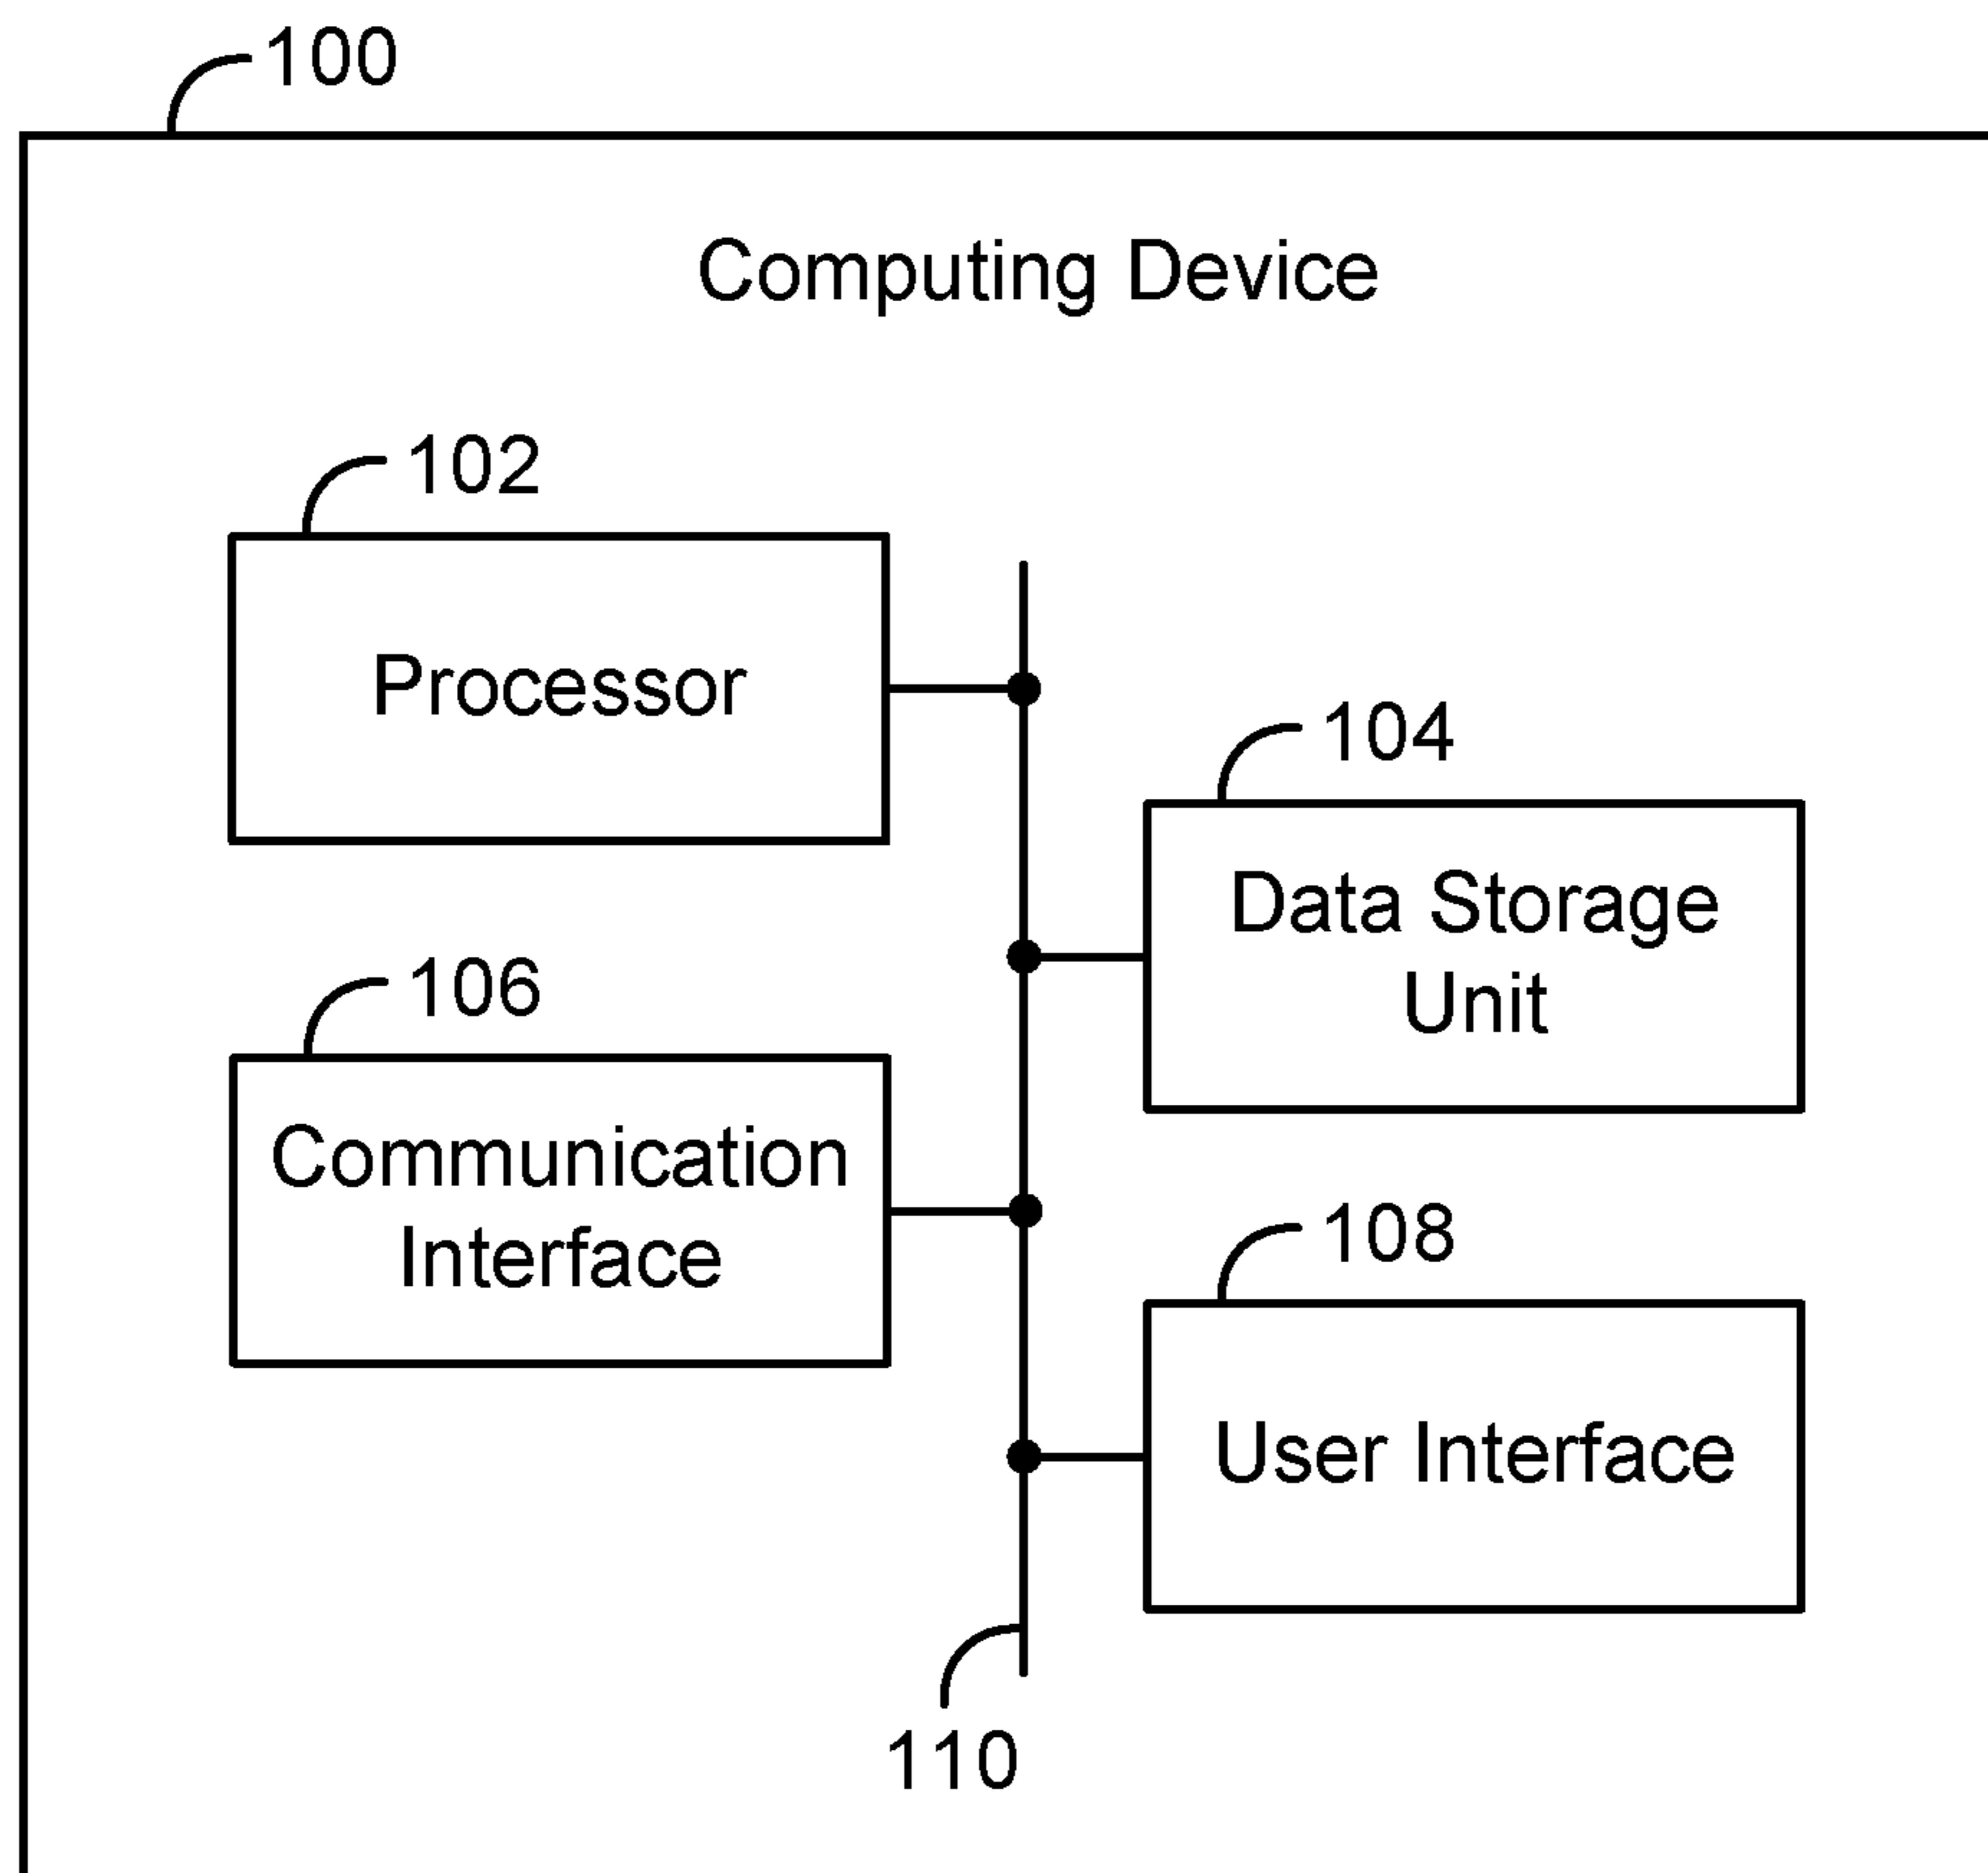 100
Computing Device
102
Processor
104
Data Storage
Unit
106
Communication
Interface
108
User Interface
110